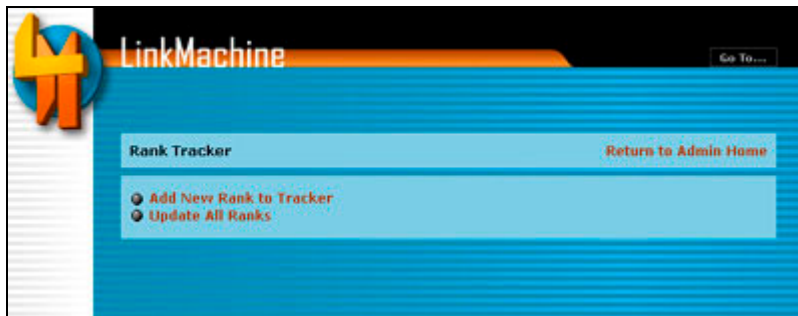 LinkMachine
Go To...
Rank Tracker
Return to Admin Home
Add New Rank to Tracker
Update All Ranks